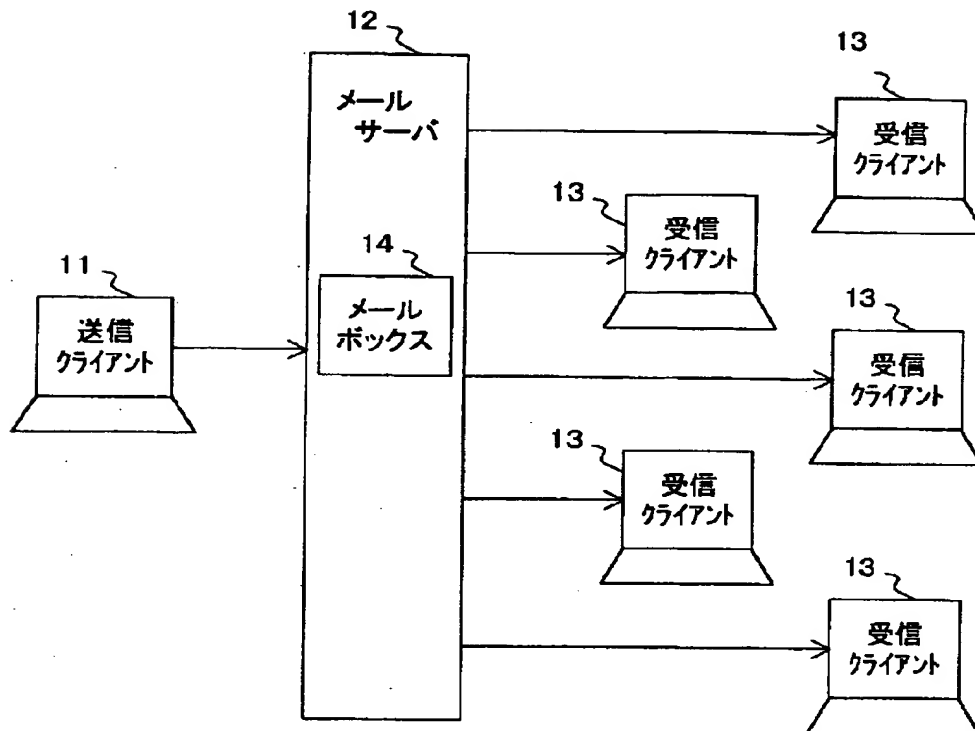 12
メール
サーバ
14
メール
ボックス
11
送信
クライアント
13
受信
クライアント
13
受信
クライアント
13
受信
クライアント
13
受信
クライアント
13
受信
クライアント